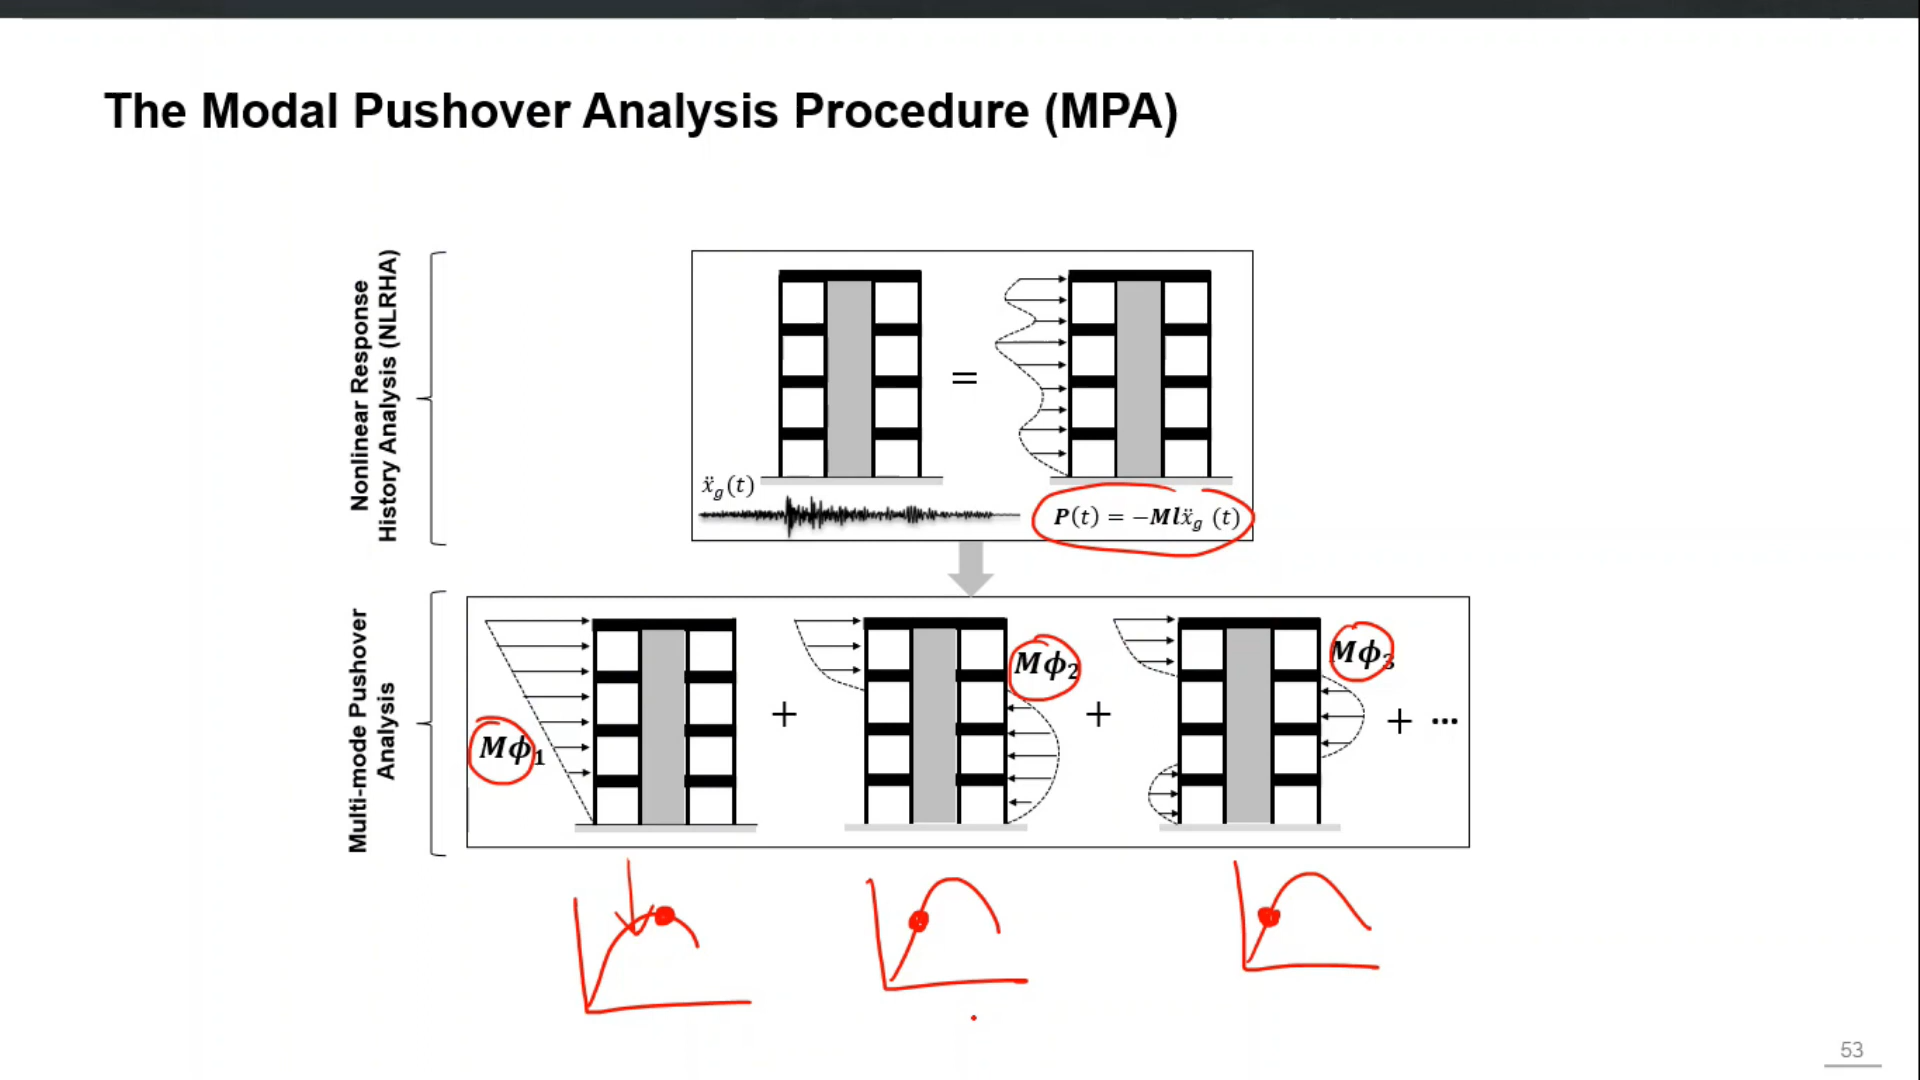 The Modal Pushover Analysis Procedure (MPA)
Nonlinear Response
History Analysis (NLRHA)
=
ẍg(t)
P(t) = −Mlẍg (t)
Multi-mode Pushover
Analysis
Mϕ1
+
Mϕ2
+
Mϕ3
+ ...
53